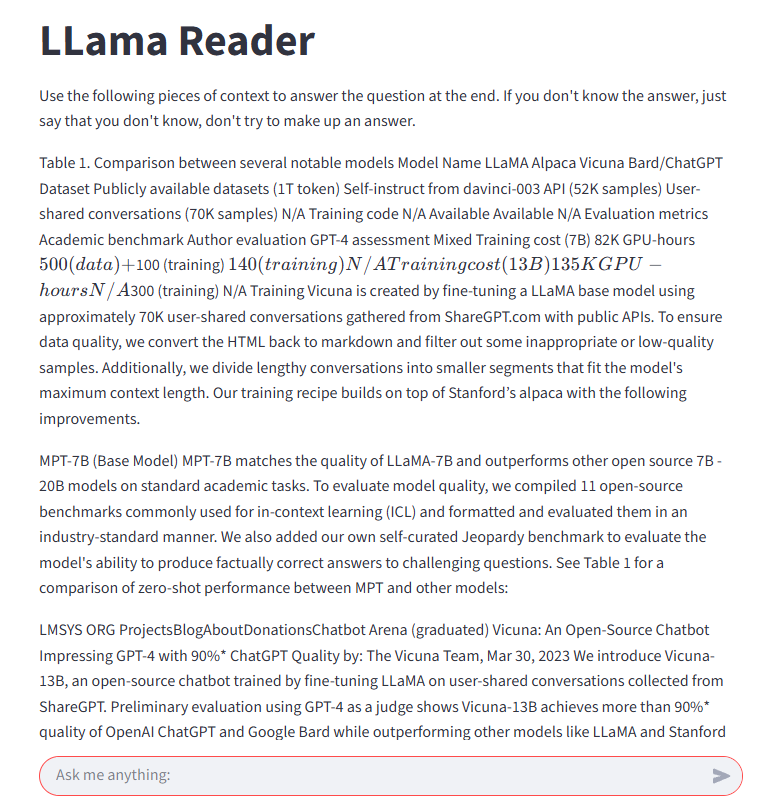 LLama Reader
Use the following pieces of context to answer the question at the end. If you don't know the answer, just
say that you don't know, don't try to make up an answer.
Table 1. Comparison between several notable models Model Name LLaMA Alpaca Vicuna Bard/ChatGPT
Dataset Publicly available datasets (1T token) Self-instruct from davinci-003 API (52K samples) User-
shared conversations (70K samples) N/A Training code N/A Available Available N/A Evaluation metrics
Academic benchmark Author evaluation GPT-4 assessment Mixed Training cost (7B) 82K GPU-hours
500(data)+100 (training) 140(training)N/ATrainingcost(13B)135KGPU−
hoursN/A300 (training) N/A Training Vicuna is created by fine-tuning a LLaMA base model using
approximately 70K user-shared conversations gathered from ShareGPT.com with public APIs. To ensure
data quality, we convert the HTML back to markdown and filter out some inappropriate or low-quality
samples. Additionally, we divide lengthy conversations into smaller segments that fit the model's
maximum context length. Our training recipe builds on top of Stanford’s alpaca with the following
improvements.
MPT-7B (Base Model) MPT-7B matches the quality of LLaMA-7B and outperforms other open source 7B -
20B models on standard academic tasks. To evaluate model quality, we compiled 11 open-source
benchmarks commonly used for in-context learning (ICL) and formatted and evaluated them in an
industry-standard manner. We also added our own self-curated Jeopardy benchmark to evaluate the
model's ability to produce factually correct answers to challenging questions. See Table 1 for a
comparison of zero-shot performance between MPT and other models:
LMSYS ORG ProjectsBlogAboutDonationsChatbot Arena (graduated) Vicuna: An Open-Source Chatbot
Impressing GPT-4 with 90%* ChatGPT Quality by: The Vicuna Team, Mar 30, 2023 We introduce Vicuna-
13B, an open-source chatbot trained by fine-tuning LLaMA on user-shared conversations collected from
ShareGPT. Preliminary evaluation using GPT-4 as a judge shows Vicuna-13B achieves more than 90%*
quality of OpenAI ChatGPT and Google Bard while outperforming other models like LLaMA and Stanford
Ask me anything: